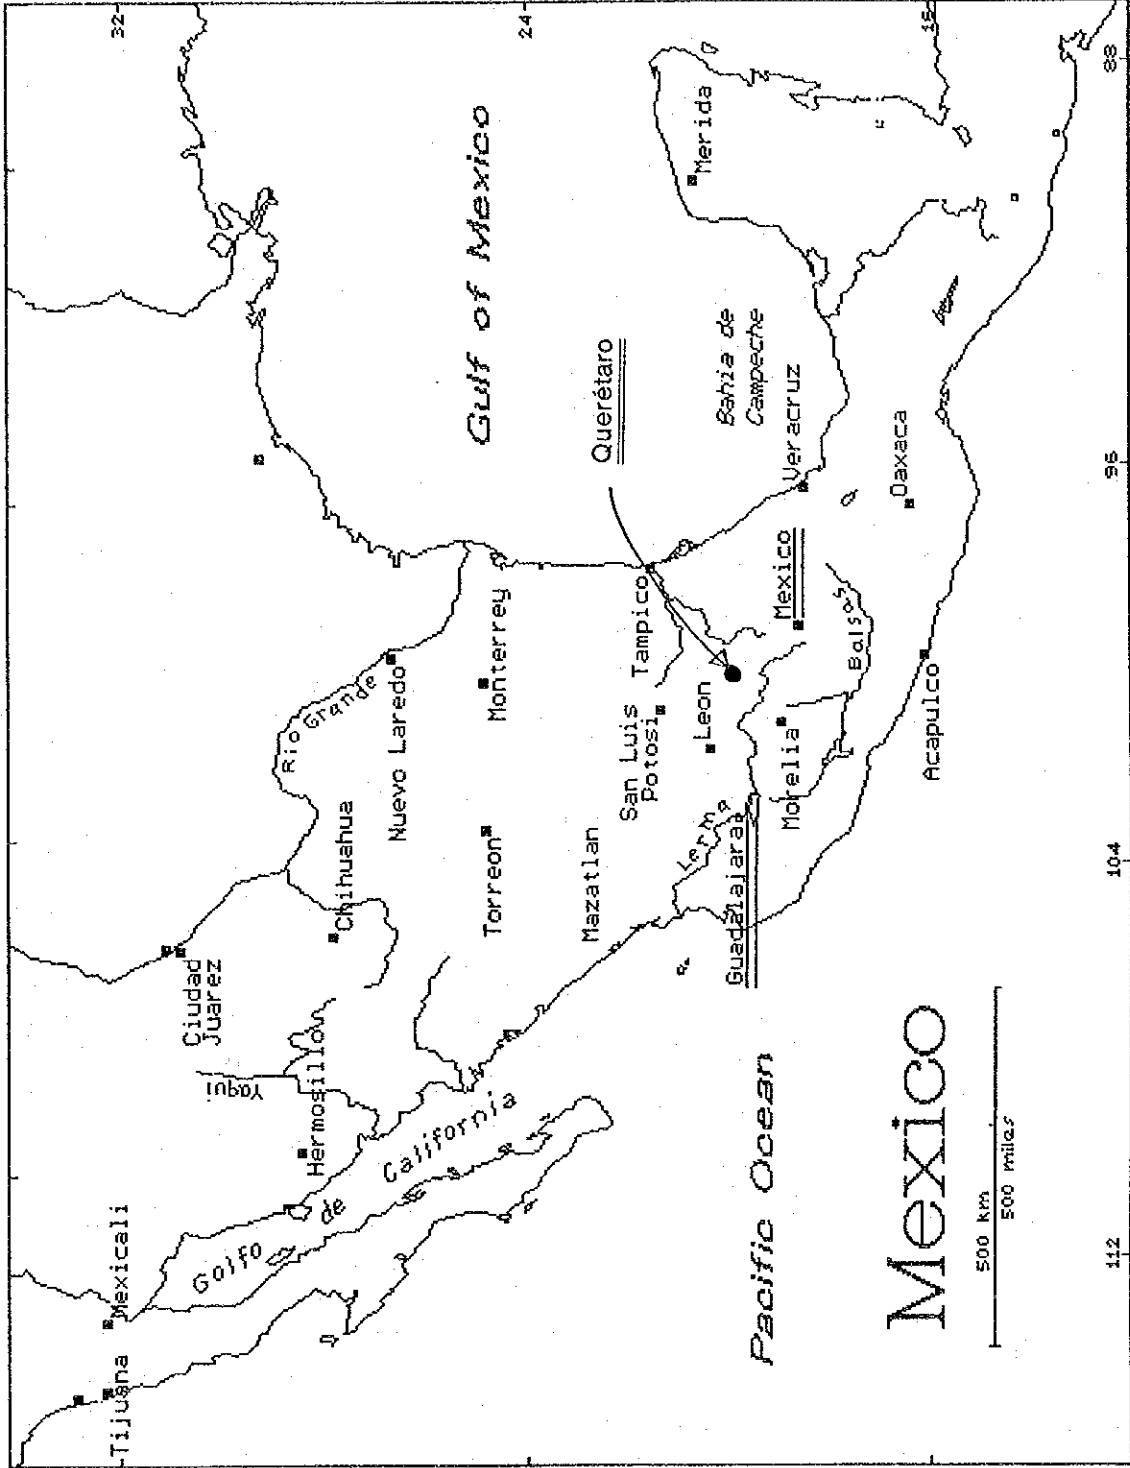 32
24
16
88
96
104
112
Tijuana
Mexicali
Golfo
de
California
Hermosillo
Yaqui
Ciudad
Juarez
Chihuahua
Rio Grande
Nuevo Laredo
Torreon
Monterrey
Mazatlan
San Luis
Potosi
Tampico
Leon
Lerma
Guadalajara
Morelia
Mexico
Balsas
Acapulco
Oaxaca
Veracruz
Querétaro
Bahia de
Campeche
Merida
Gulf of Mexico
Pacific Ocean
Mexico
500 km
500 miles